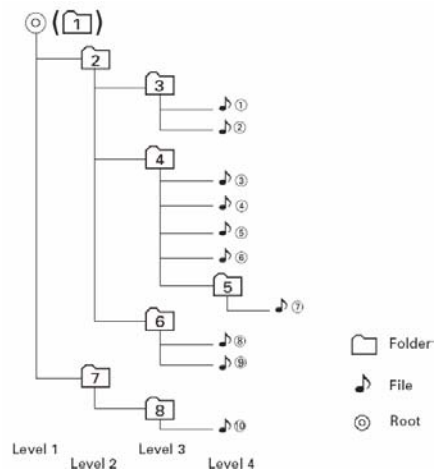 (1)
2
3
①
②
4
③
④
⑤
⑥
5
⑦
6
⑧
⑨
7
8
⑩
Folder
File
Root
Level 1
Level 2
Level 3
Level 4